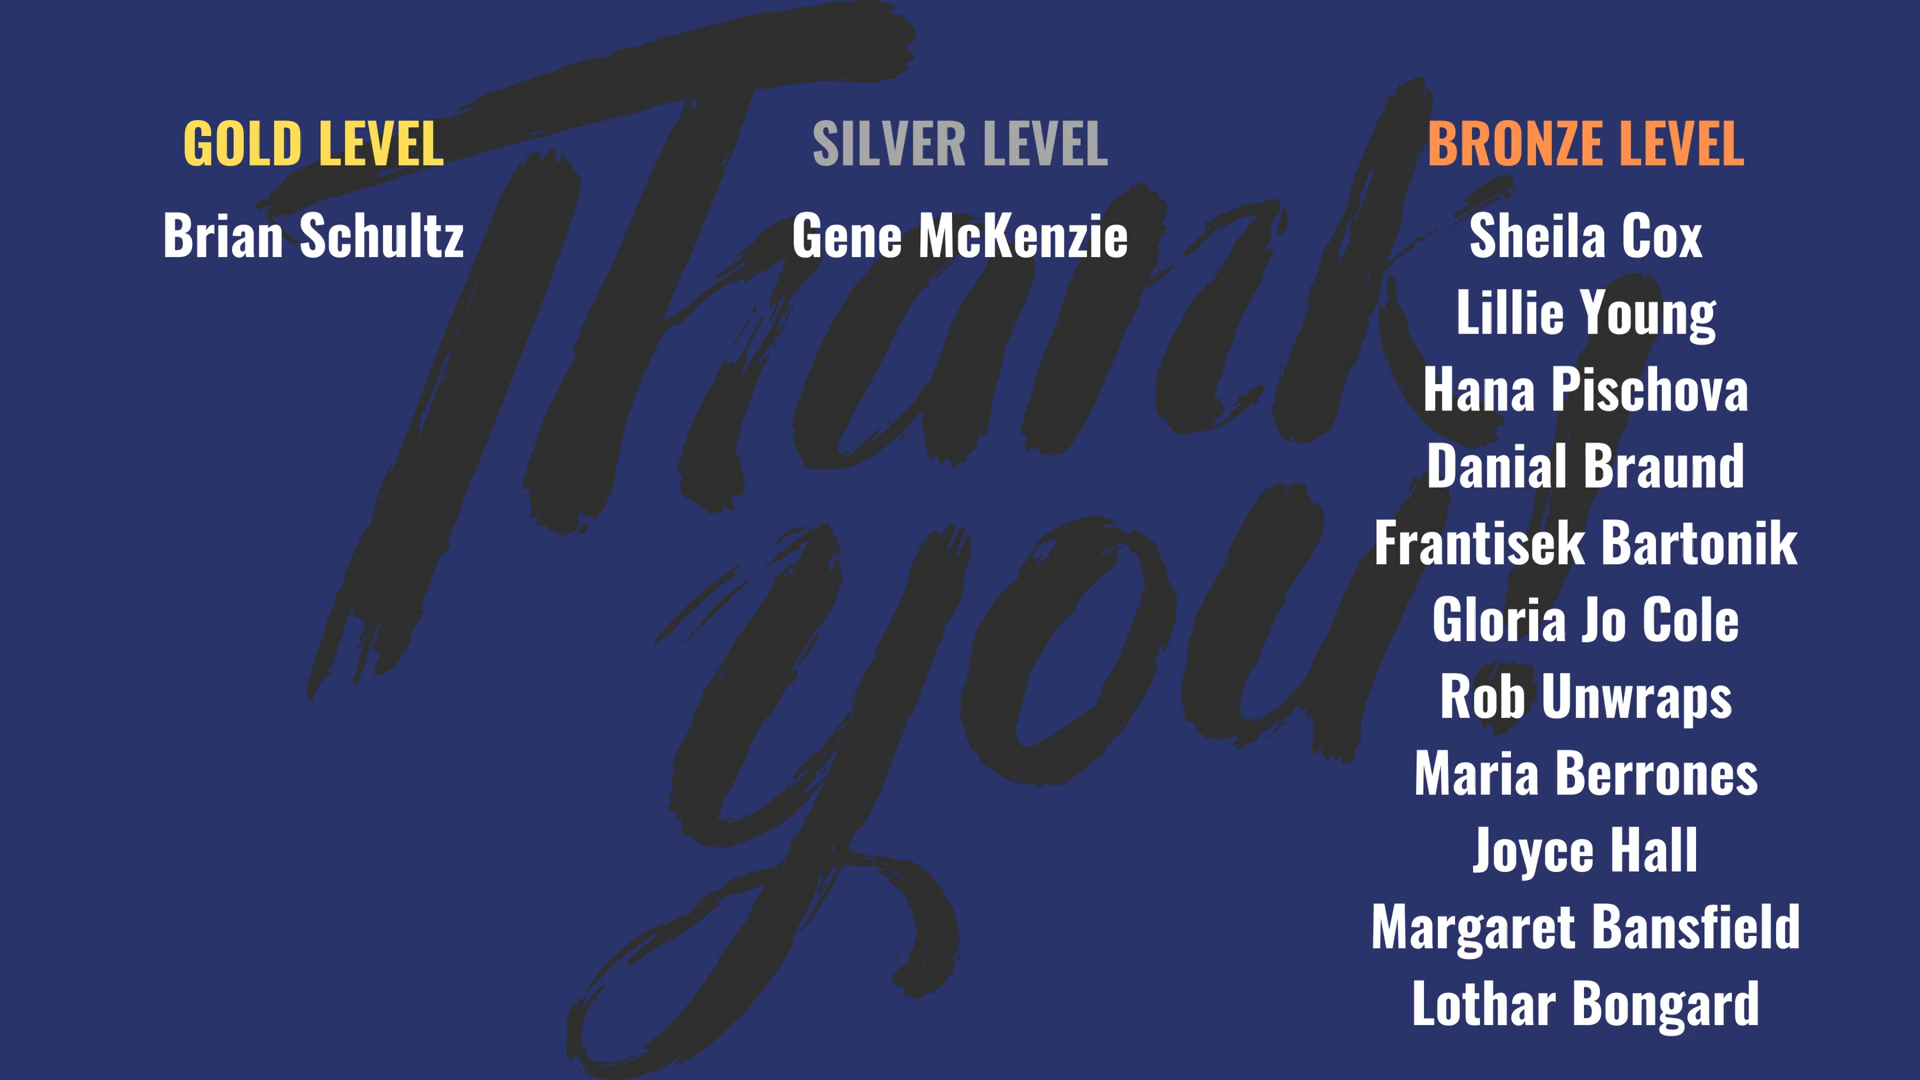 Thank
you!
GOLD LEVEL
Brian Schultz
SILVER LEVEL
Gene McKenzie
BRONZE LEVEL
Sheila Cox
Lillie Young
Hana Pischova
Danial Braund
Frantisek Bartonik
Gloria Jo Cole
Rob Unwraps
Maria Berrones
Joyce Hall
Margaret Bansfield
Lothar Bongard